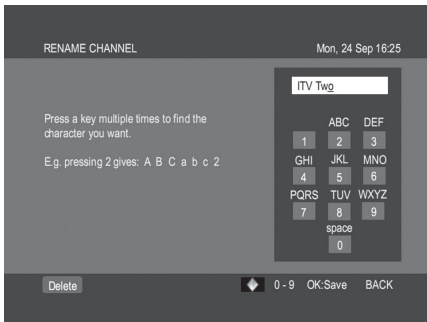 RENAME CHANNEL
Mon, 24 Sep 16:25
ITV Two
Press a key multiple times to find the
character you want.
E.g. pressing 2 gives: A B C a b c 2
ABC DEF
1 2 3
GHI JKL MNO
4 5 6
PQRS TUV WXYZ
7 8 9
space
0
Delete
0 - 9 OK:Save BACK